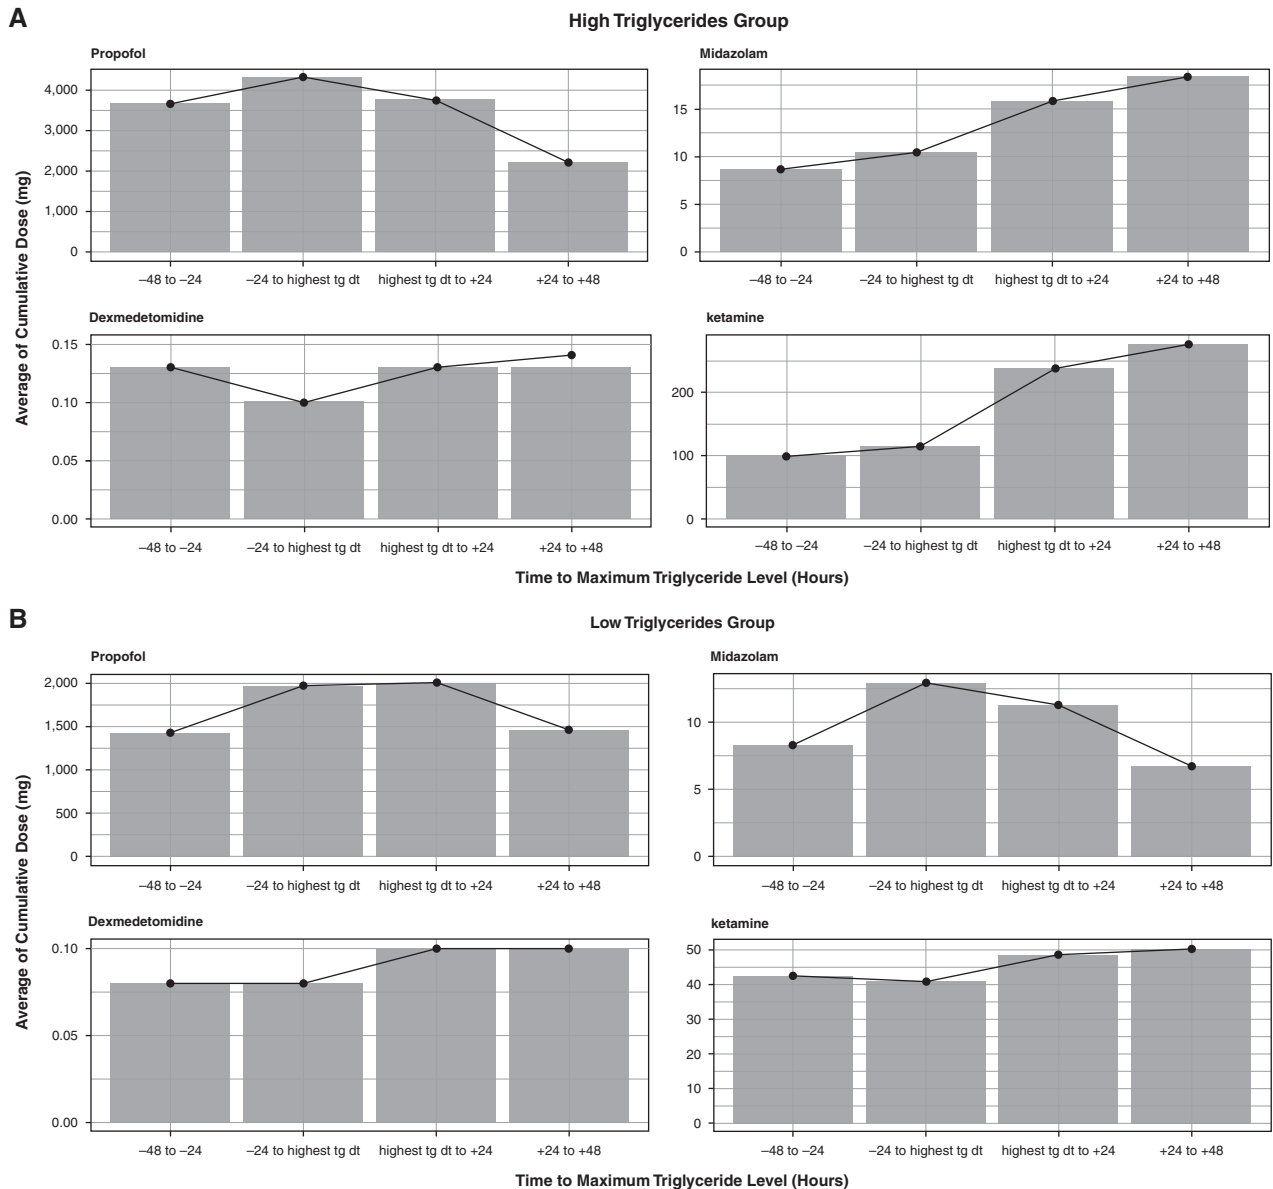 A
High Triglycerides Group
Propofol
4,000
3,000
2,000
1,000
0
–48 to –24
–24 to highest tg dt
highest tg dt to +24
+24 to +48
Midazolam
15
10
5
0
–48 to –24
–24 to highest tg dt
highest tg dt to +24
+24 to +48
Average of Cumulative Dose (mg)
Dexmedetomidine
0.15
0.10
0.05
0.00
–48 to –24
–24 to highest tg dt
highest tg dt to +24
+24 to +48
ketamine
200
100
0
–48 to –24
–24 to highest tg dt
highest tg dt to +24
+24 to +48
Time to Maximum Triglyceride Level (Hours)
B
Low Triglycerides Group
Propofol
2,000
1,500
1,000
500
0
–48 to –24
–24 to highest tg dt
highest tg dt to +24
+24 to +48
Midazolam
10
5
0
–48 to –24
–24 to highest tg dt
highest tg dt to +24
+24 to +48
Average of Cumulative Dose (mg)
Dexmedetomidine
0.10
0.05
0.00
–48 to –24
–24 to highest tg dt
highest tg dt to +24
+24 to +48
ketamine
50
40
30
20
10
0
–48 to –24
–24 to highest tg dt
highest tg dt to +24
+24 to +48
Time to Maximum Triglyceride Level (Hours)